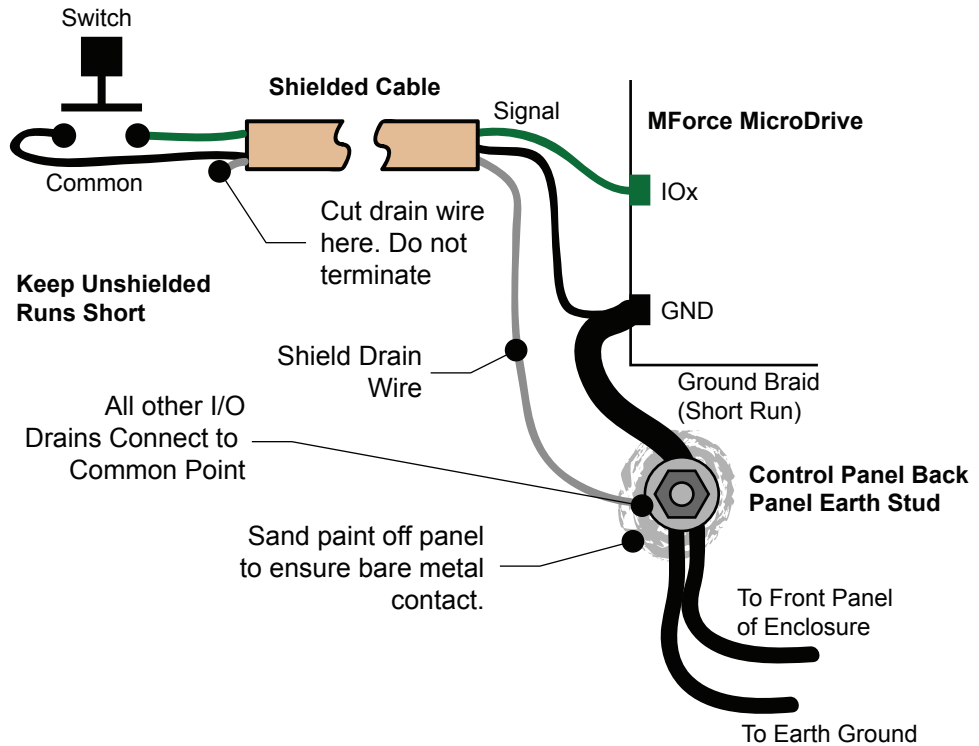 Switch
Shielded Cable
Signal
MForce MicroDrive
Common
IOx
Cut drain wire
here. Do not
terminate
Keep Unshielded
Runs Short
GND
Shield Drain
Wire
Ground Braid
(Short Run)
All other I/O
Drains Connect to
Common Point
Control Panel Back
Panel Earth Stud
Sand paint off panel
to ensure bare metal
contact.
To Front Panel
of Enclosure
To Earth Ground